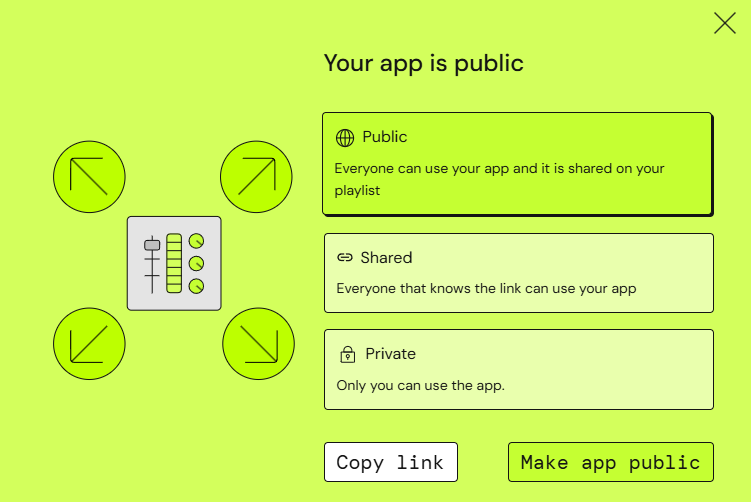 Your app is public
Public
Everyone can use your app and it is shared on your
playlist
Shared
Everyone that knows the link can use your app
Private
Only you can use the app.
Copy link
Make app public